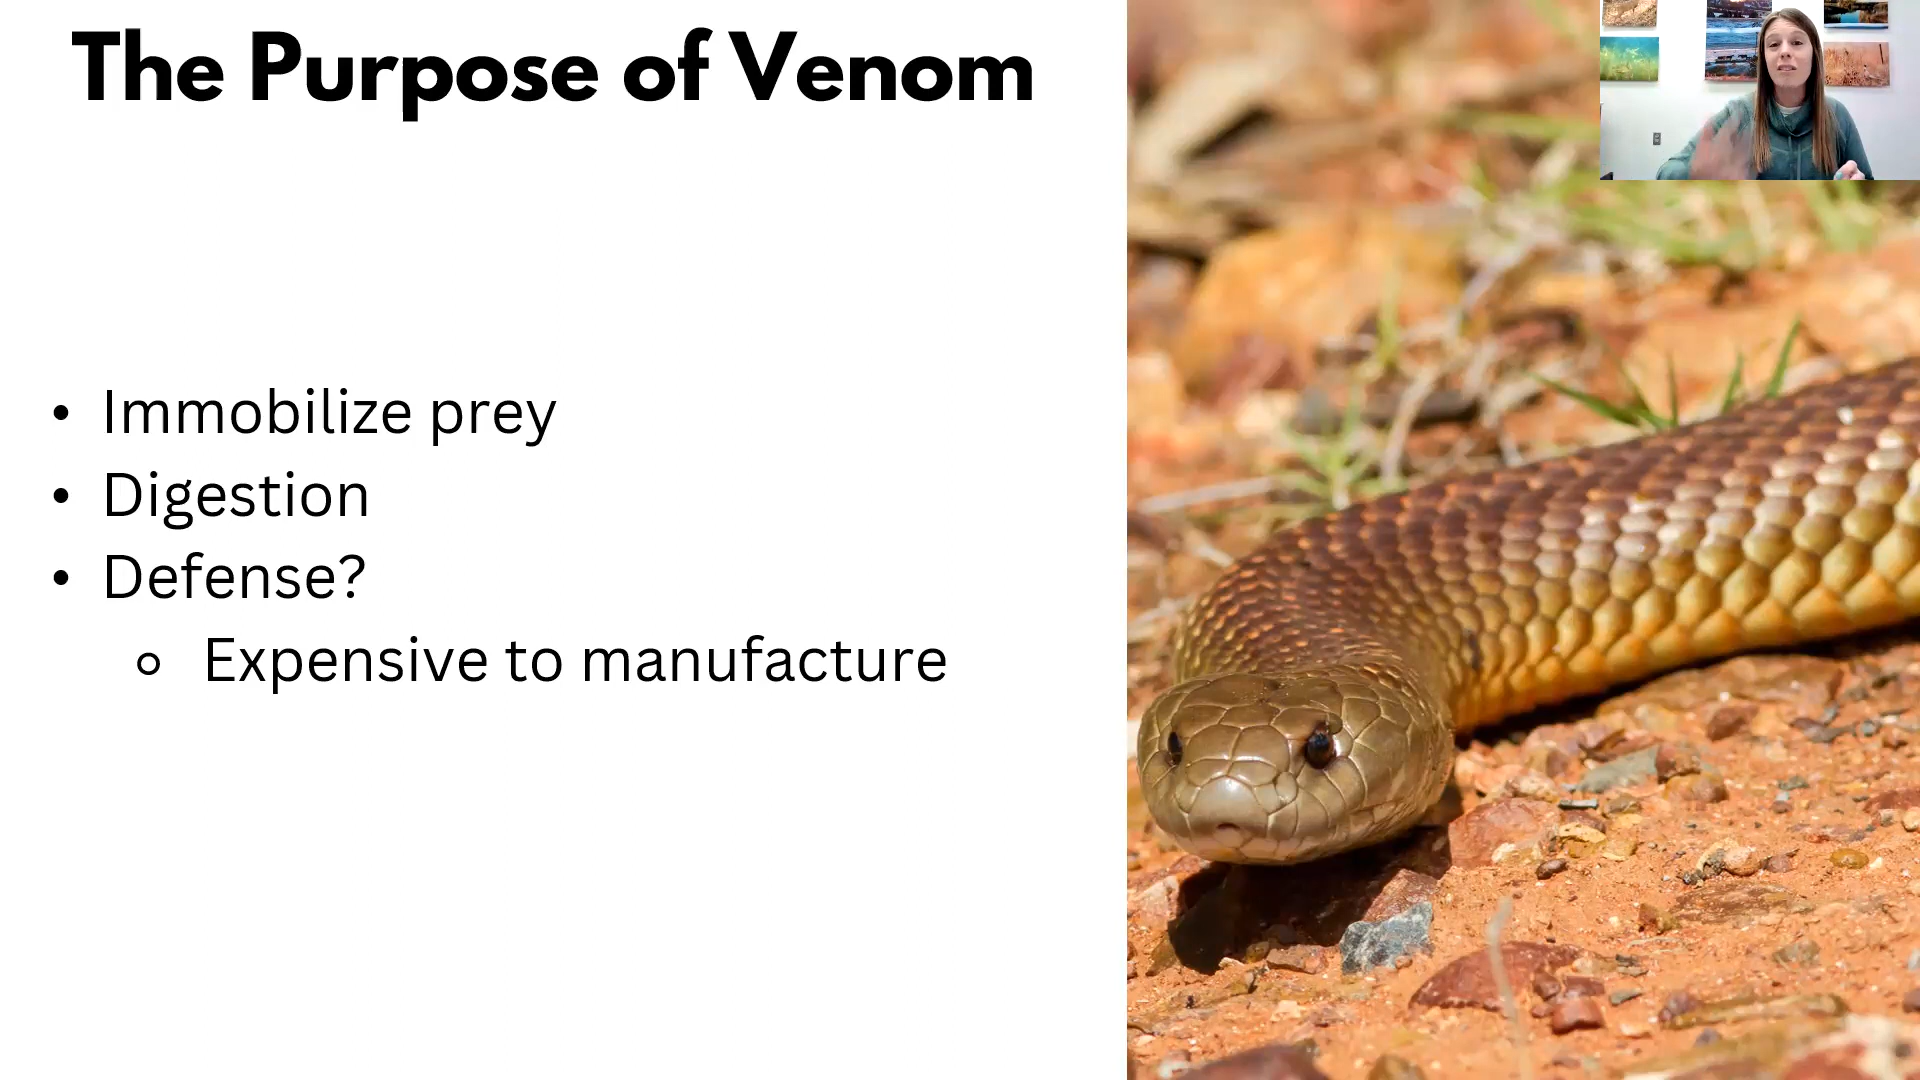 The Purpose of Venom
• Immobilize prey
• Digestion
• Defense?
◦ Expensive to manufacture